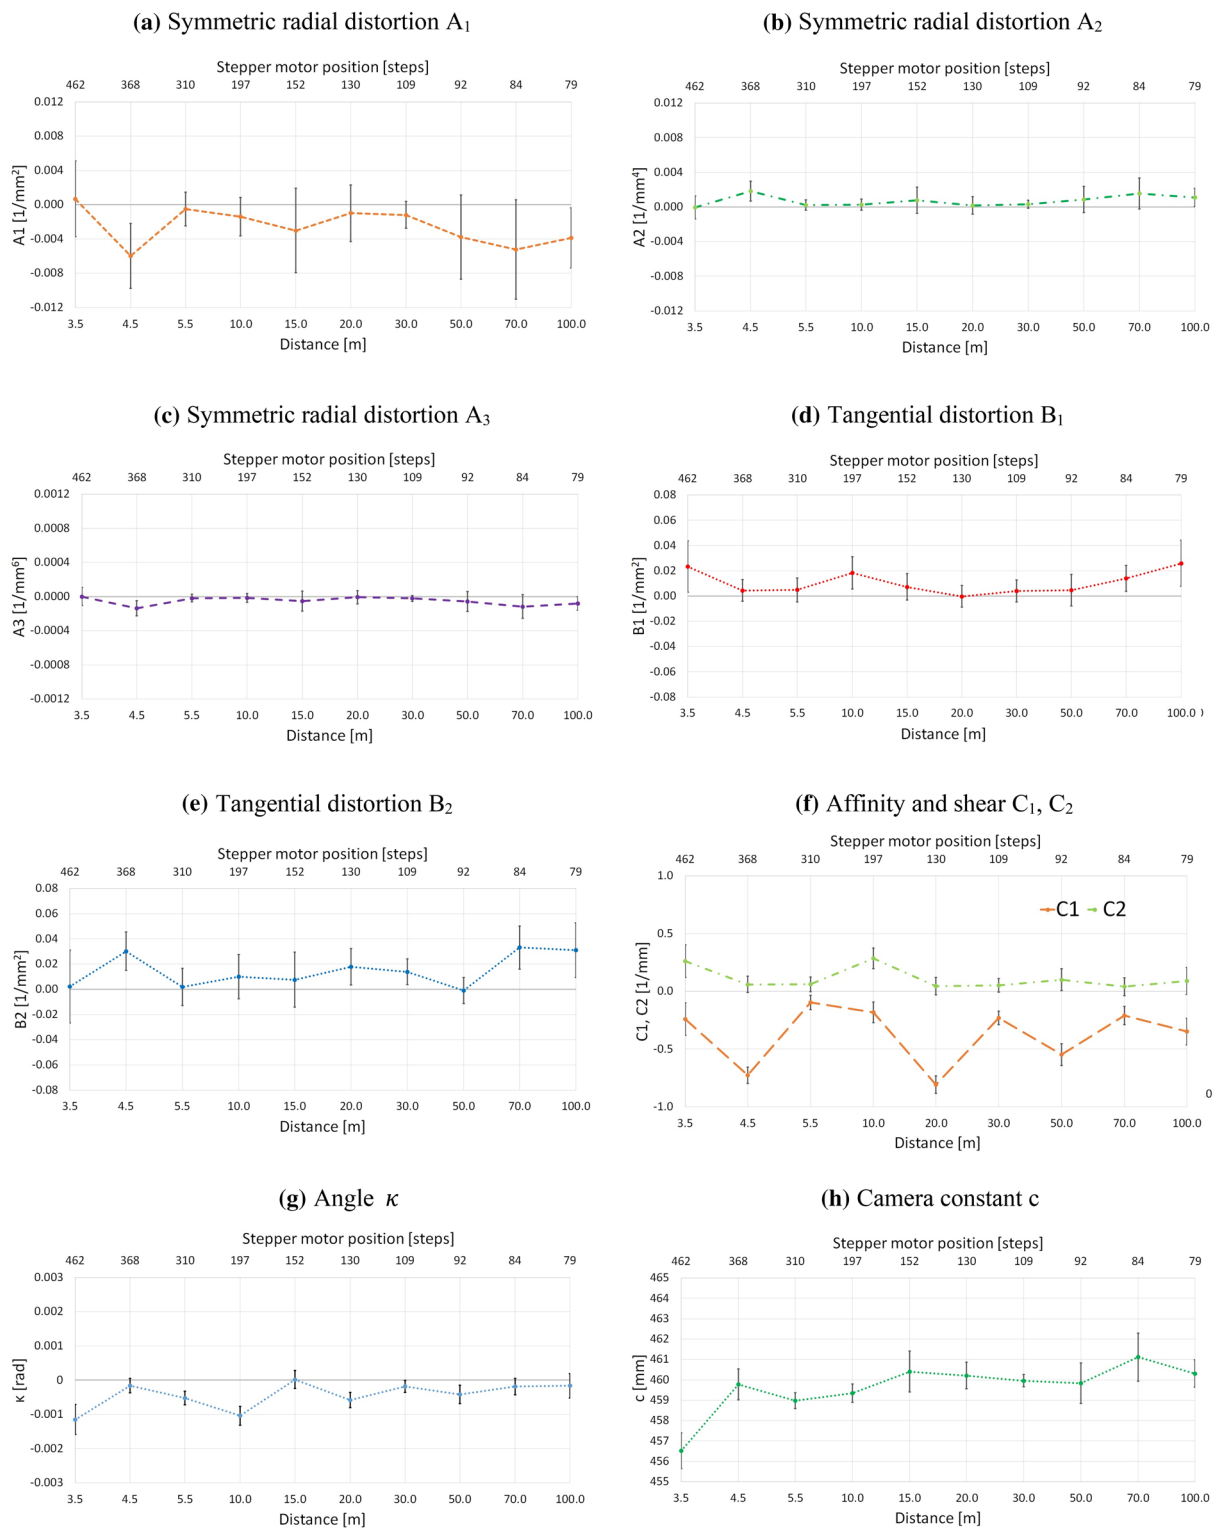 (a) Symmetric radial distortion A₁
Stepper motor position [steps]
462 368 310 197 152 130 109 92 84 79
0.012
0.008
0.004
0.000
-0.004
-0.008
-0.012
A1 [1/mm²]
3.5 4.5 5.5 10.0 15.0 20.0 30.0 50.0 70.0 100.0
Distance [m]
(b) Symmetric radial distortion A₂
Stepper motor position [steps]
462 368 310 197 152 130 109 92 84 79
0.012
0.008
0.004
0.000
-0.004
-0.008
-0.012
A2 [1/mm⁴]
3.5 4.5 5.5 10.0 15.0 20.0 30.0 50.0 70.0 100.0
Distance [m]
(c) Symmetric radial distortion A₃
Stepper motor position [steps]
462 368 310 197 152 130 109 92 84 79
0.0012
0.0008
0.0004
0.0000
-0.0004
-0.0008
-0.0012
A3 [1/mm⁶]
3.5 4.5 5.5 10.0 15.0 20.0 30.0 50.0 70.0 100.0
Distance [m]
(d) Tangential distortion B₁
Stepper motor position [steps]
462 368 310 197 152 130 109 92 84 79
0.08
0.06
0.04
0.02
0.00
-0.02
-0.04
-0.06
-0.08
B1 [1/mm²]
3.5 4.5 5.5 10.0 15.0 20.0 30.0 50.0 70.0 100.0 )
Distance [m]
(e) Tangential distortion B₂
Stepper motor position [steps]
462 368 310 197 152 130 109 92 84 79
0.08
0.06
0.04
0.02
0.00
-0.02
-0.04
-0.06
-0.08
B2 [1/mm²]
3.5 4.5 5.5 10.0 15.0 20.0 30.0 50.0 70.0 100.0
Distance [m]
(f) Affinity and shear C₁, C₂
Stepper motor position [steps]
462 368 310 197 130 109 92 84 79
1.0
0.5
0.0
-0.5
-1.0
C1, C2 [1/mm]
C1 C2
0
3.5 4.5 5.5 10.0 20.0 30.0 50.0 70.0 100.0
Distance [m]
(g) Angle κ
Stepper motor position [steps]
462 368 310 197 152 130 109 92 84 79
0.003
0.002
0.001
0
-0.001
-0.002
-0.003
κ [rad]
3.5 4.5 5.5 10.0 15.0 20.0 30.0 50.0 70.0 100.0
Distance [m]
(h) Camera constant c
Stepper motor position [steps]
462 368 310 197 152 130 109 92 84 79
465
464
463
462
461
460
459
458
457
456
455
c [mm]
3.5 4.5 5.5 10.0 15.0 20.0 30.0 50.0 70.0 100.0
Distance [m]